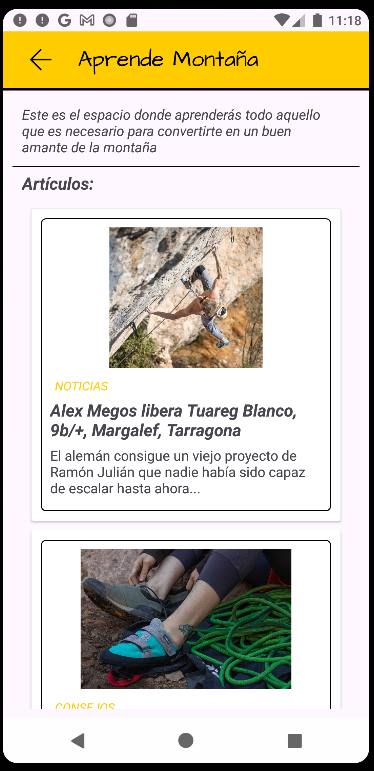 11:18
Aprende Montaña
Este es el espacio donde aprenderás todo aquello
que es necesario para convertirte en un buen
amante de la montaña
Artículos:
NOTICIAS
Alex Megos libera Tuareg Blanco,
9b/+, Margalef, Tarragona
El alemán consigue un viejo proyecto de
Ramón Julián que nadie había sido capaz
de escalar hasta ahora...
CONSEJOS